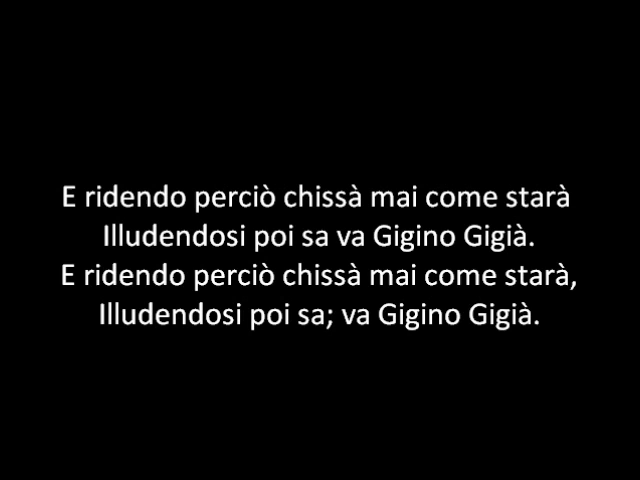 E ridendo perciò chissà mai come starà
Illudendosi poi sa va Gigino Gigià.
E ridendo perciò chissà mai come starà,
Illudendosi poi sa; va Gigino Gigià.